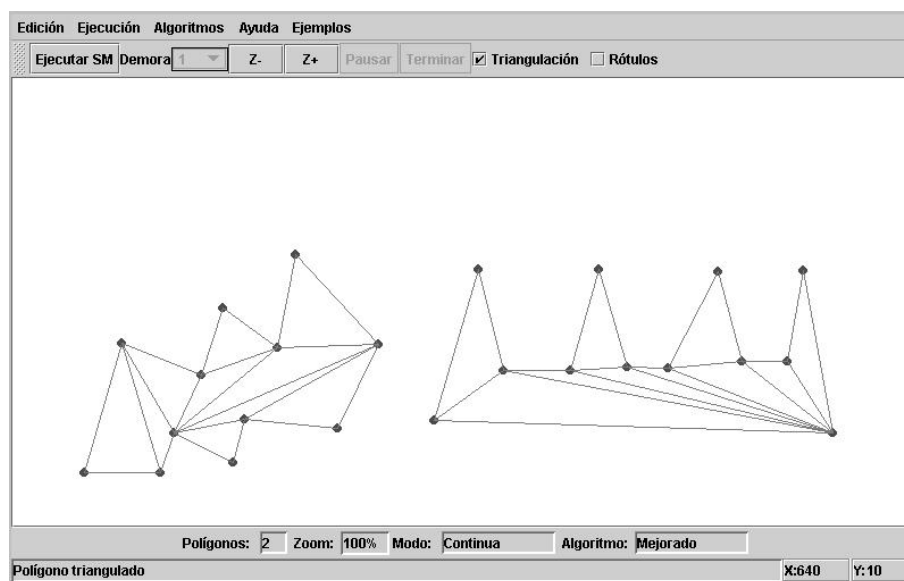 Edición Ejecución Algoritmos Ayuda Ejemplos
Ejecutar SM Demora 1 Z- Z+ Pausar Terminar Triangulación Rótulos
Polígonos: 2 Zoom: 100% Modo: Continua Algoritmo: Mejorado
Polígono triangulado X:640 Y:10